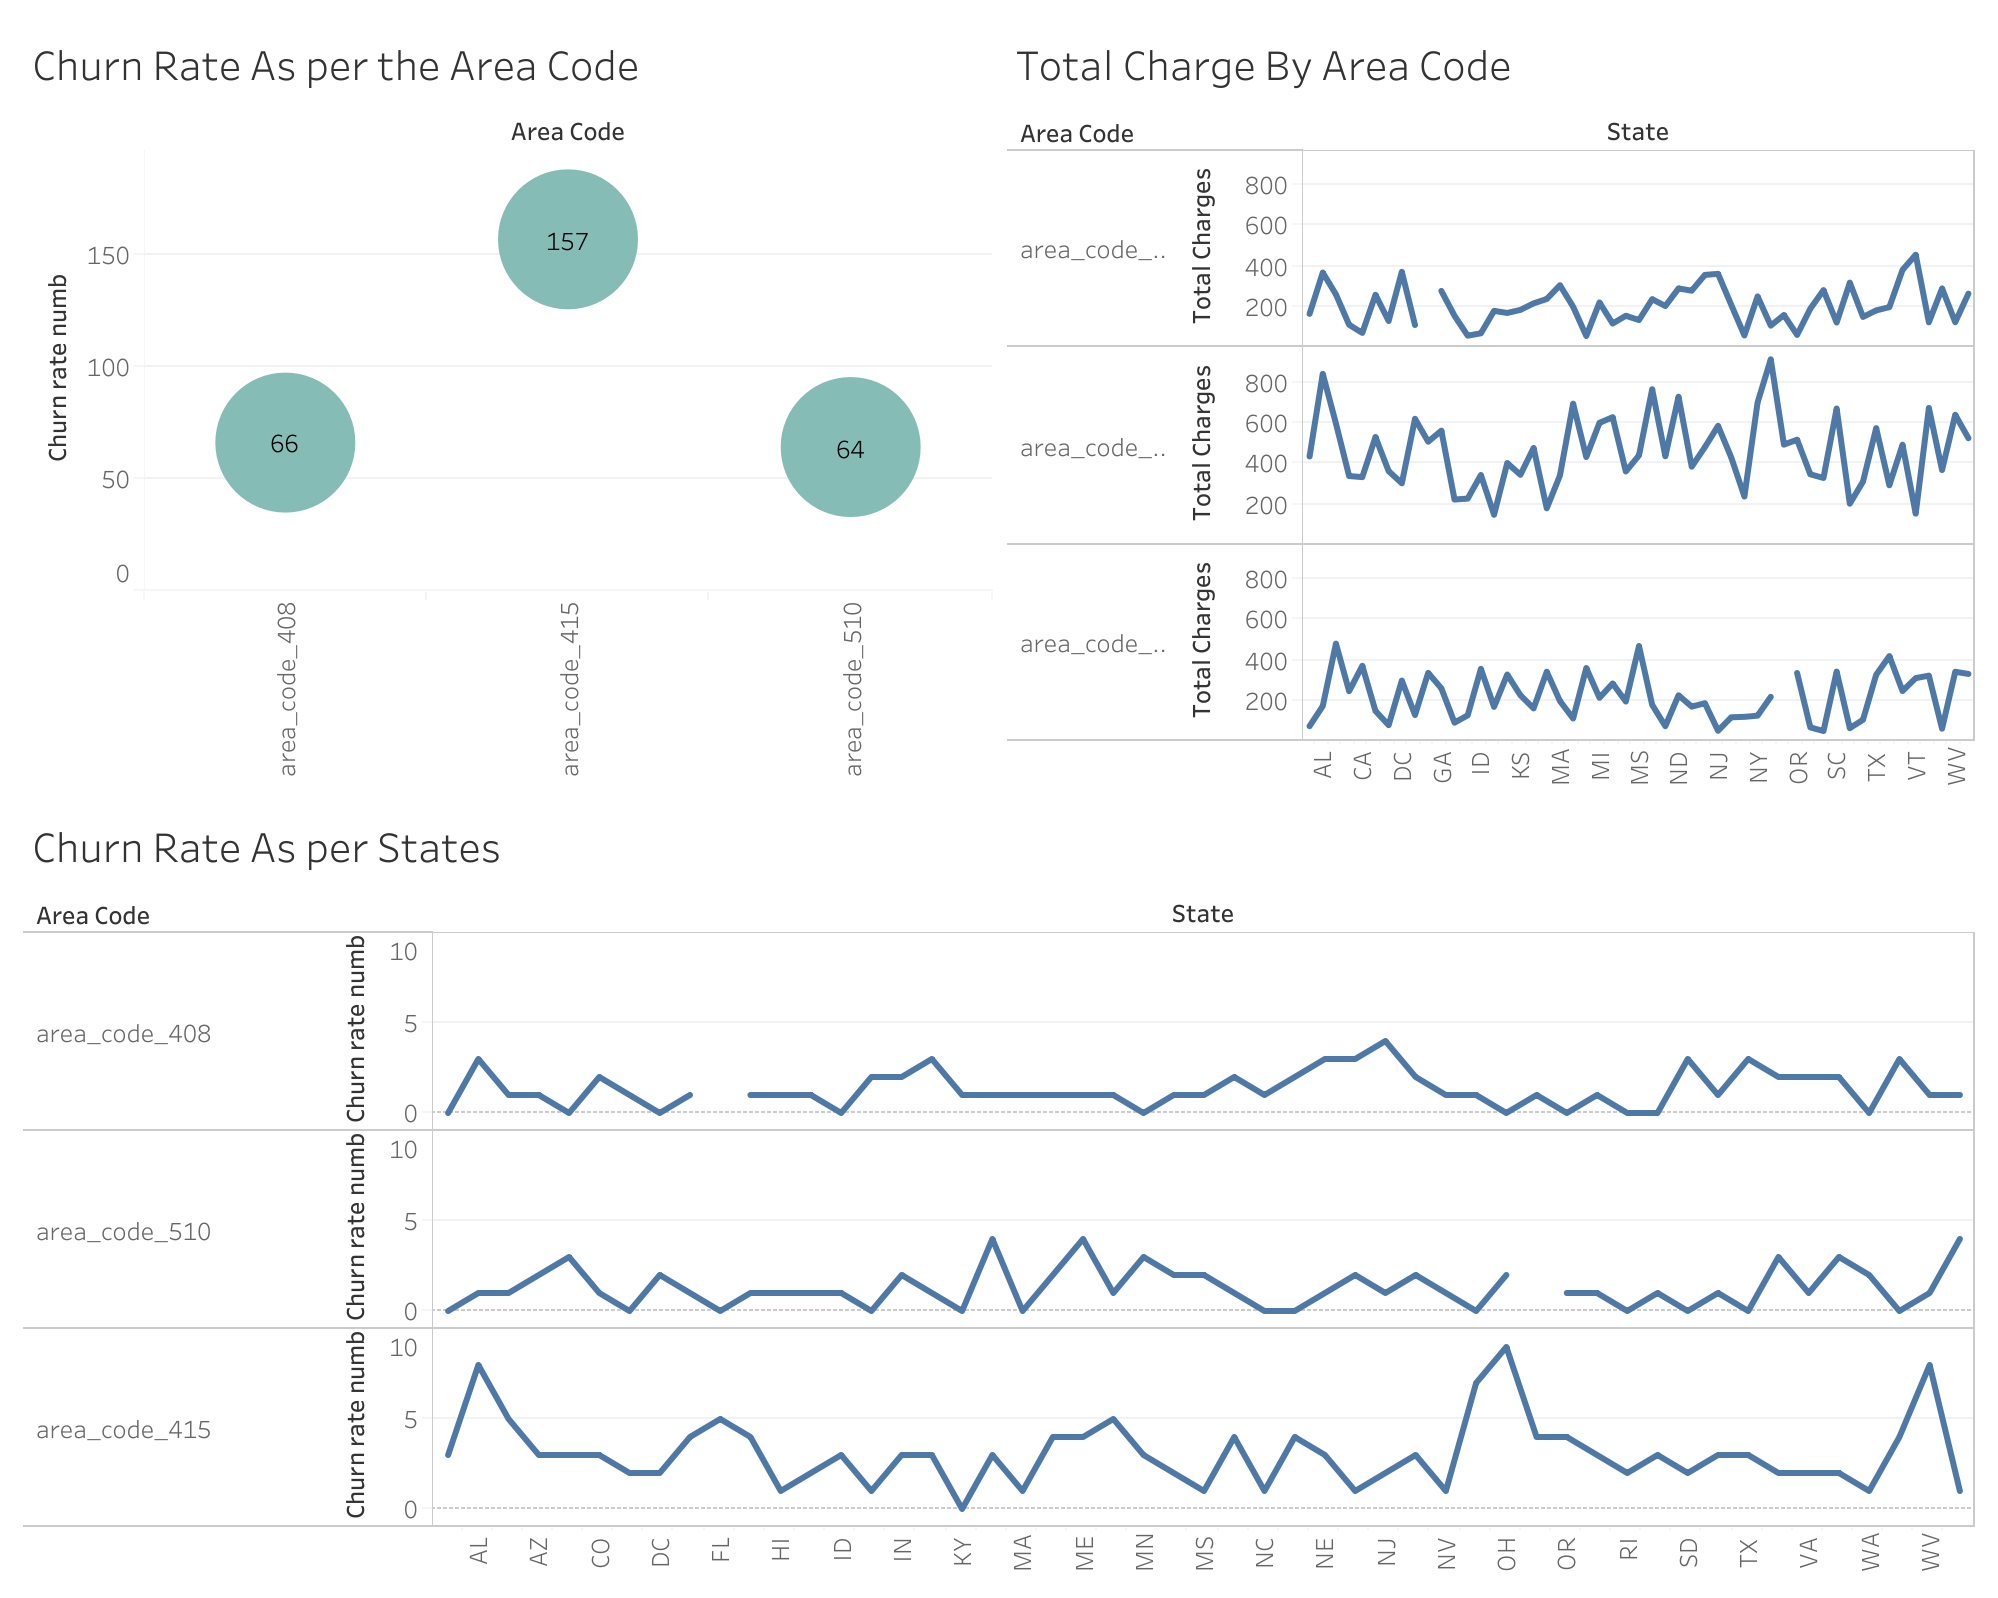 Churn Rate As per the Area Code
Area Code
Churn rate numb
150
100
50
0
157
66
64
area_code_408
area_code_415
area_code_510
Total Charge By Area Code
Area Code
State
area_code_..
Total Charges
800
600
400
200
area_code_..
Total Charges
800
600
400
200
area_code_..
Total Charges
800
600
400
200
AL
CA
DC
GA
ID
KS
MA
MI
MS
ND
NJ
NY
OR
SC
TX
VT
WV
Churn Rate As per States
Area Code
State
area_code_408
Churn rate numb
10
5
0
area_code_510
Churn rate numb
10
5
0
area_code_415
Churn rate numb
10
5
0
AL
AZ
CO
DC
FL
HI
ID
IN
KY
MA
ME
MN
MS
NC
NE
NJ
NV
OH
OR
RI
SD
TX
VA
WA
WV